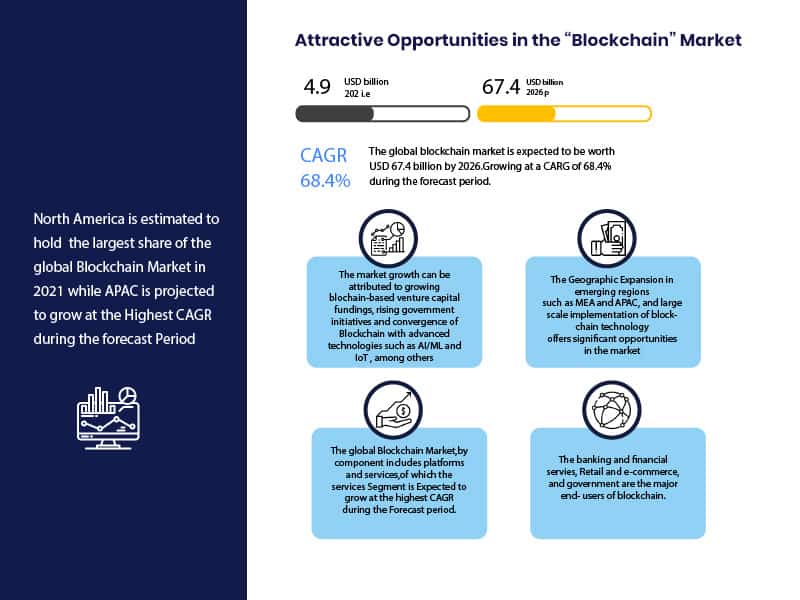 Attractive Opportunities in the “Blockchain” Market
4.9 USD billion
202 i.e
67.4 USD billion
2026 p
CAGR
68.4%
The global blockchain market is expected to be worth
USD 67.4 billion by 2026.Growing at a CARG of 68.4%
during the forecast period.
North America is estimated to
hold the largest share of the
global Blockchain Market in
2021 while APAC is projected
to grow at the Highest CAGR
during the forecast Period
The market growth can be
attributed to growing
blochain-based venture capital
fundings, rising government
initiatives and convergence of
Blockchain with advanced
technologies such as AI/ML and
IoT , among others
The Geographic Expansion in
emerging regions
such as MEA and APAC, and large
scale implementation of block-
chain technology
offers significant opportunities
in the market
The global Blockchain Market,by
component includes platforms
and services,of which the
services Segment is Expected to
grow at the highest CAGR
during the Forecast period.
The banking and financial
servies, Retail and e-commerce,
and government are the major
end- users of blockchain.